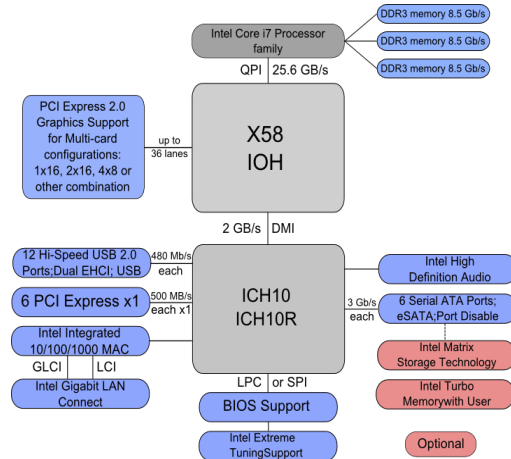 Intel Core i7 Processor
family
DDR3 memory 8.5 Gb/s
DDR3 memory 8.5 Gb/s
DDR3 memory 8.5 Gb/s
QPI 25.6 GB/s
PCI Express 2.0
Graphics Support
for Multi-card
configurations:
1x16, 2x16, 4x8 or
other combination
up to
36 lanes
X58
IOH
2 GB/s DMI
12 Hi-Speed USB 2.0
Ports;Dual EHCI; USB
480 Mb/s
each
6 PCI Express x1
500 MB/s
each x1
Intel Integrated
10/100/1000 MAC
GLCI LCI
Intel Gigabit LAN
Connect
ICH10
ICH10R
Intel High
Definition Audio
3 Gb/s
each
6 Serial ATA Ports;
eSATA;Port Disable
Intel Matrix
Storage Technology
Intel Turbo
Memorywith User
LPC or SPI
BIOS Support
Intel Extreme
TuningSupport
Optional